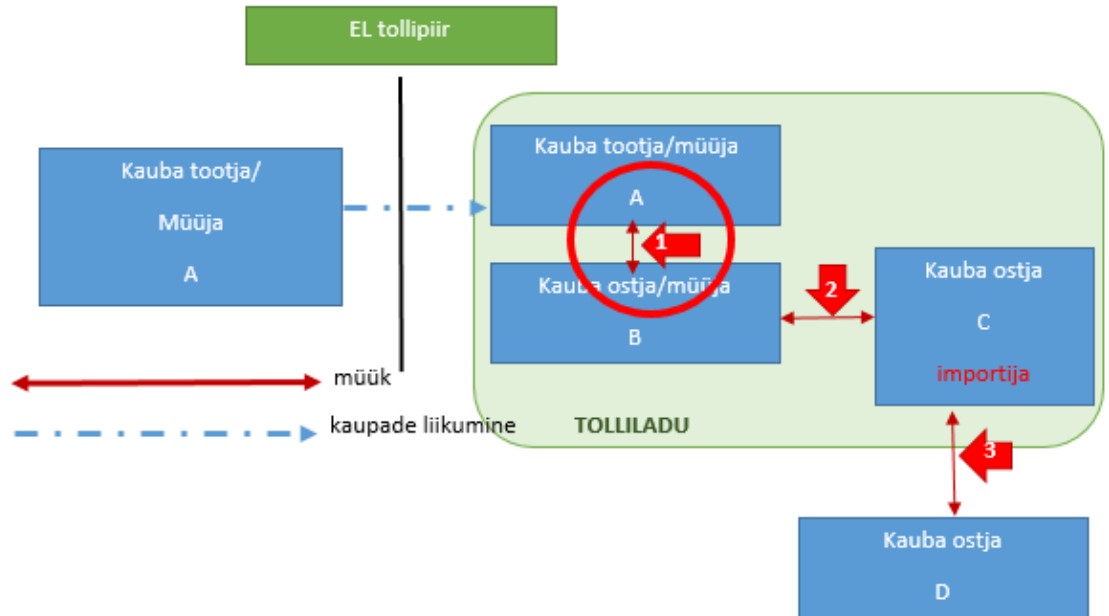 EL tollipiir
Kauba tootja/
Müüja
A
Kauba tootja/müüja
A
1
Kauba ostja/müüja
B
2
Kauba ostja
C
importija
müük
kaupade liikumine
TOLLILADU
3
Kauba ostja
D